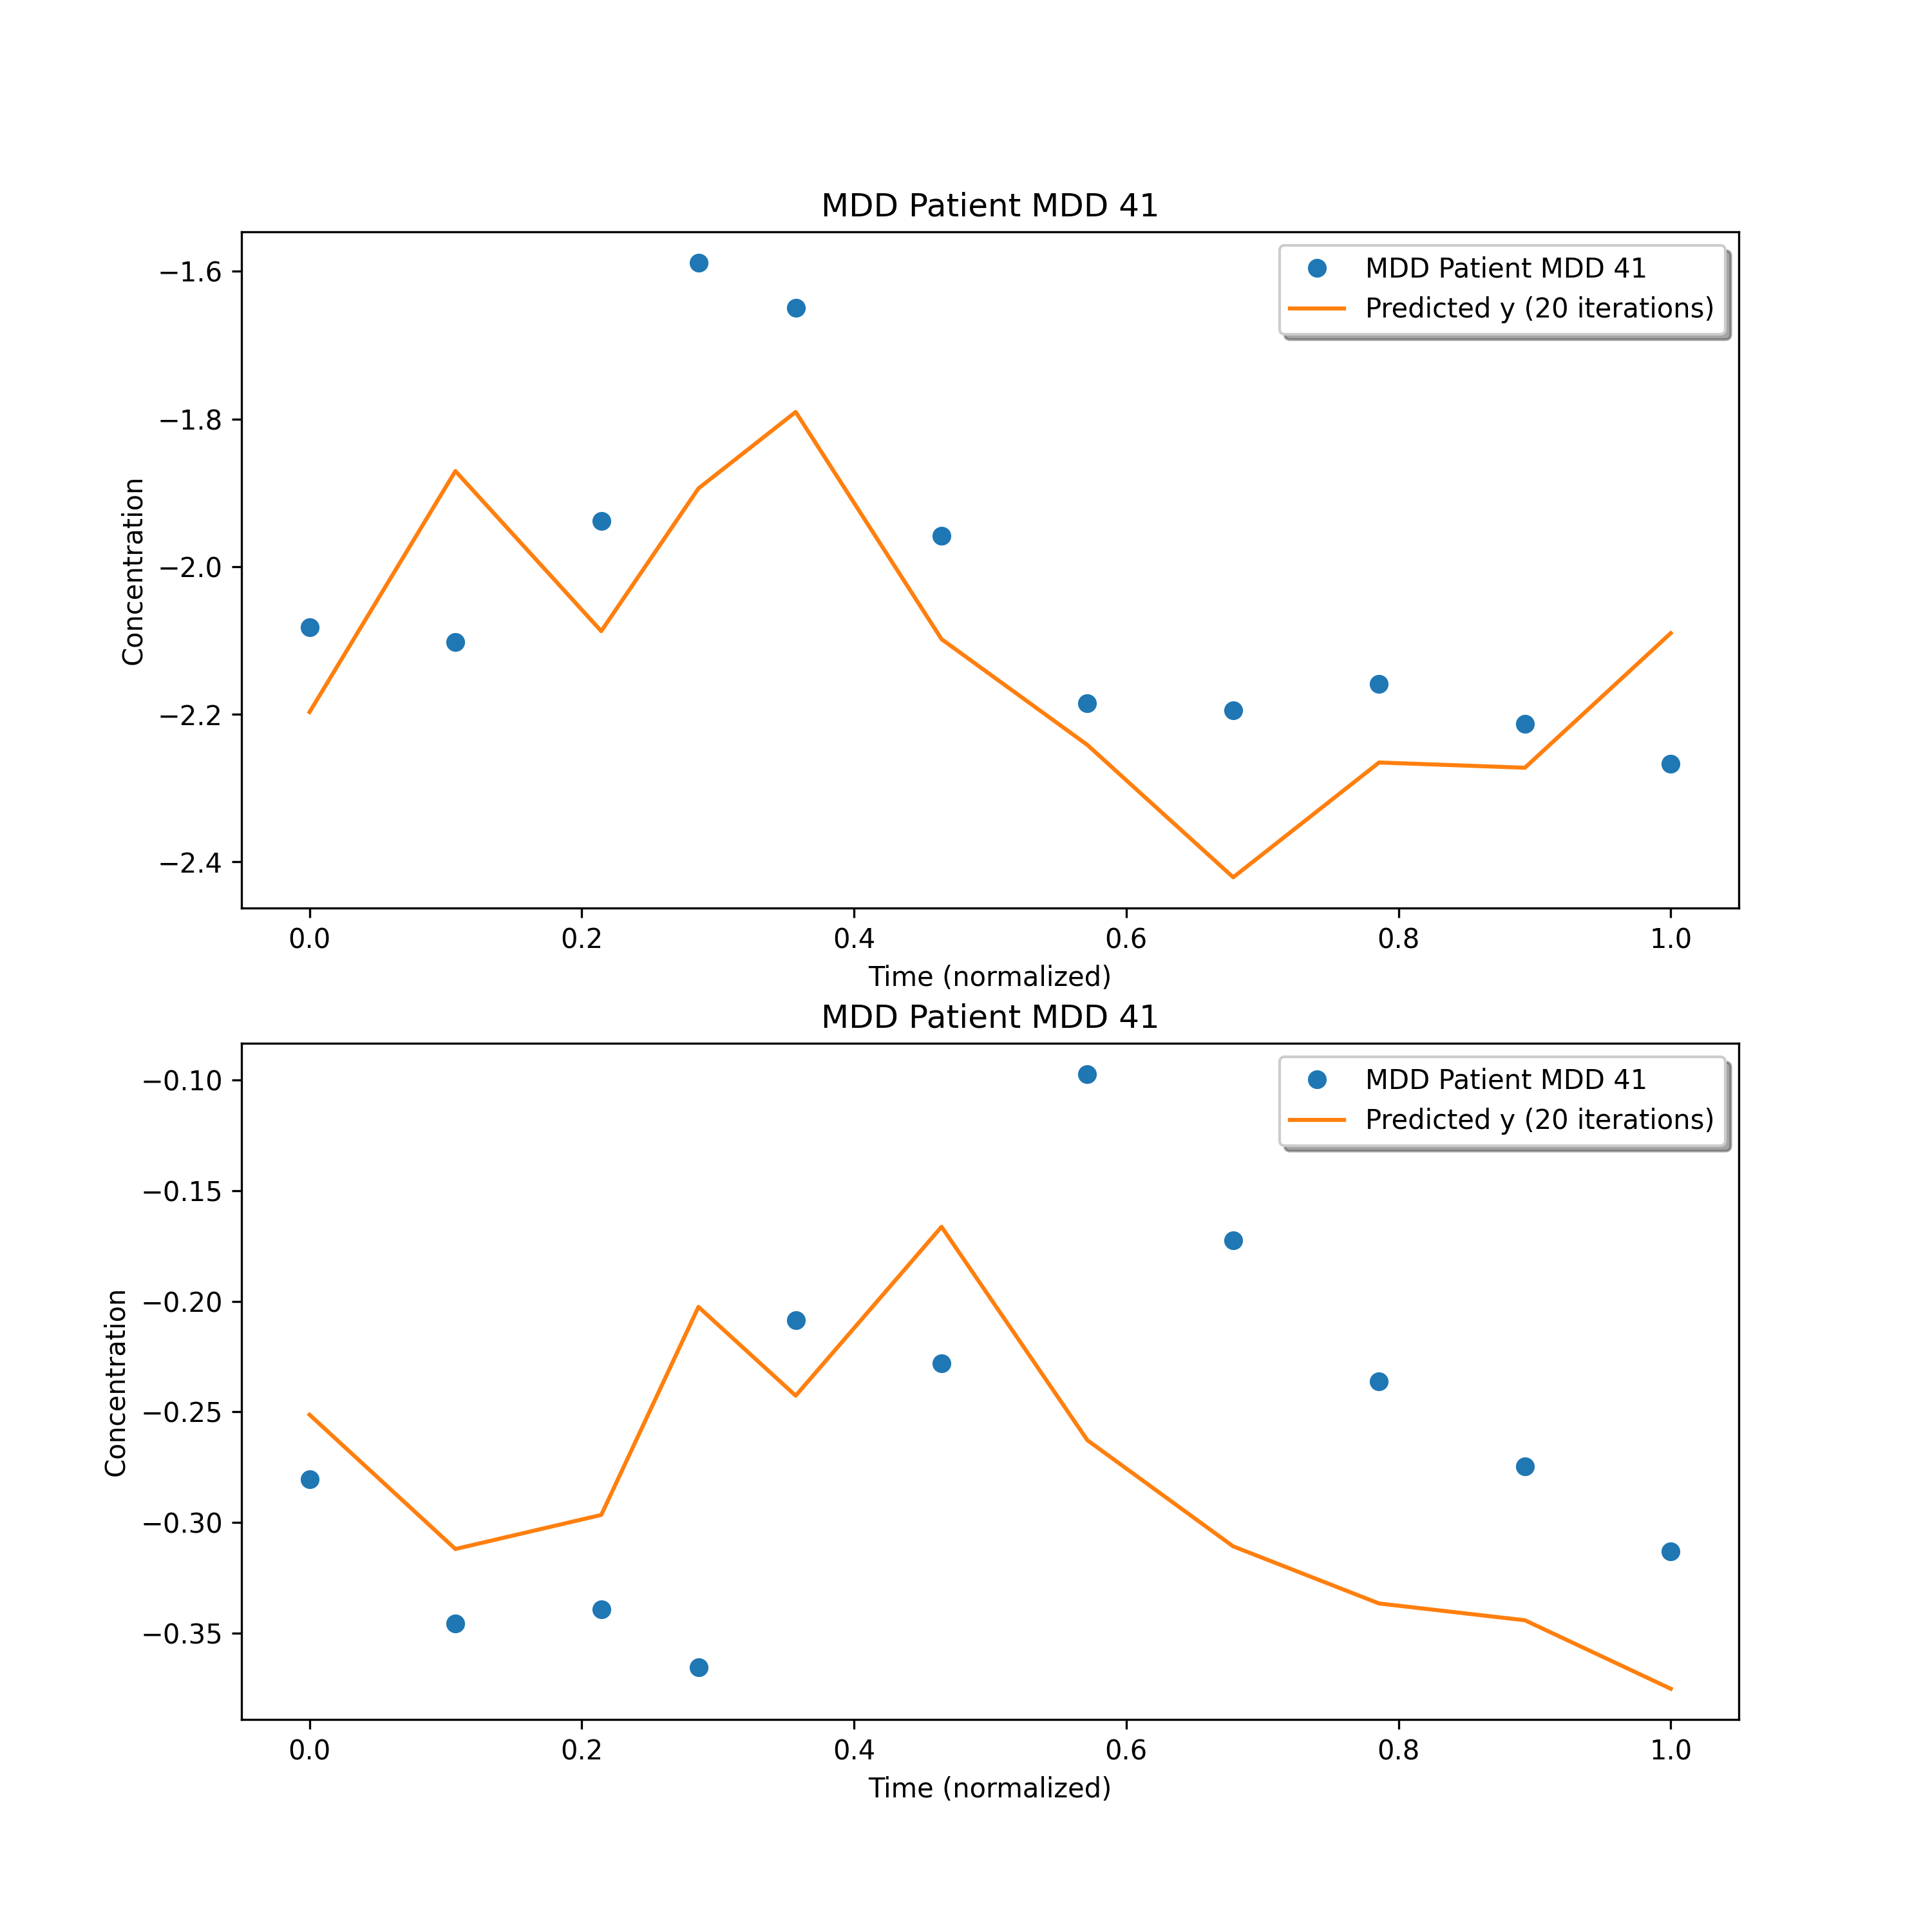 MDD Patient MDD 41
MDD Patient MDD 41
Predicted y (20 iterations)
−1.6
−1.8
−2.0
−2.2
−2.4
Concentration
0.0 0.2 0.4 0.6 0.8 1.0
Time (normalized)
MDD Patient MDD 41
MDD Patient MDD 41
Predicted y (20 iterations)
−0.10
−0.15
−0.20
−0.25
−0.30
−0.35
Concentration
0.0 0.2 0.4 0.6 0.8 1.0
Time (normalized)